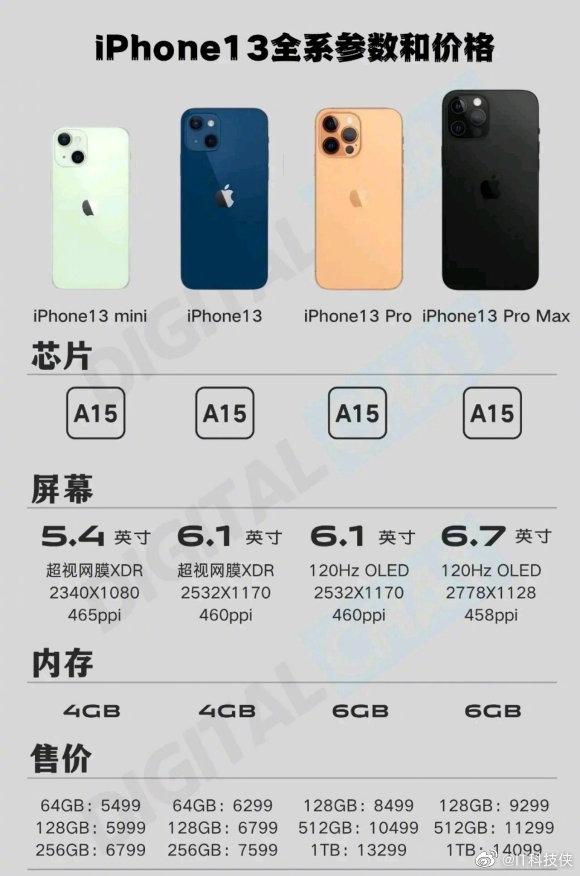 iPhone13全系参数和价格
iPhone13 mini iPhone13 iPhone13 Pro iPhone13 Pro Max
芯片
A15 A15 A15 A15
屏幕
5.4 英寸 6.1 英寸 6.1 英寸 6.7 英寸
超视网膜XDR 超视网膜XDR 120Hz OLED 120Hz OLED
2340X1080 2532X1170 2532X1170 2778X1128
465ppi 460ppi 460ppi 458ppi
内存
4GB 4GB 6GB 6GB
售价
64GB：5499 64GB：6299 128GB：8499 128GB：9299
128GB：5999 128GB：6799 512GB：10499 512GB：11299
256GB：6799 256GB：7599 1TB：13299 1TB：14099
DIGITAL CHAT
DIGITAL CHAT
DIGITAL CHAT
@IT科技侠